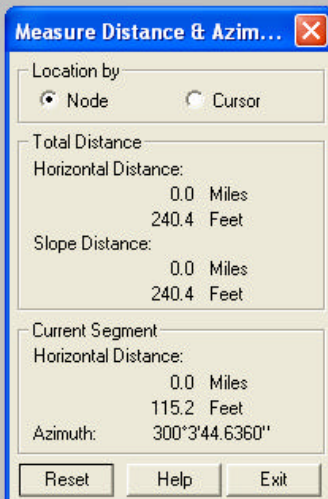 Measure Distance & Azim...
Location by
Node Cursor
Total Distance
Horizontal Distance:
0.0 Miles
240.4 Feet
Slope Distance:
0.0 Miles
240.4 Feet
Current Segment
Horizontal Distance:
0.0 Miles
115.2 Feet
Azimuth: 300°3'44.6360"
Reset Help Exit